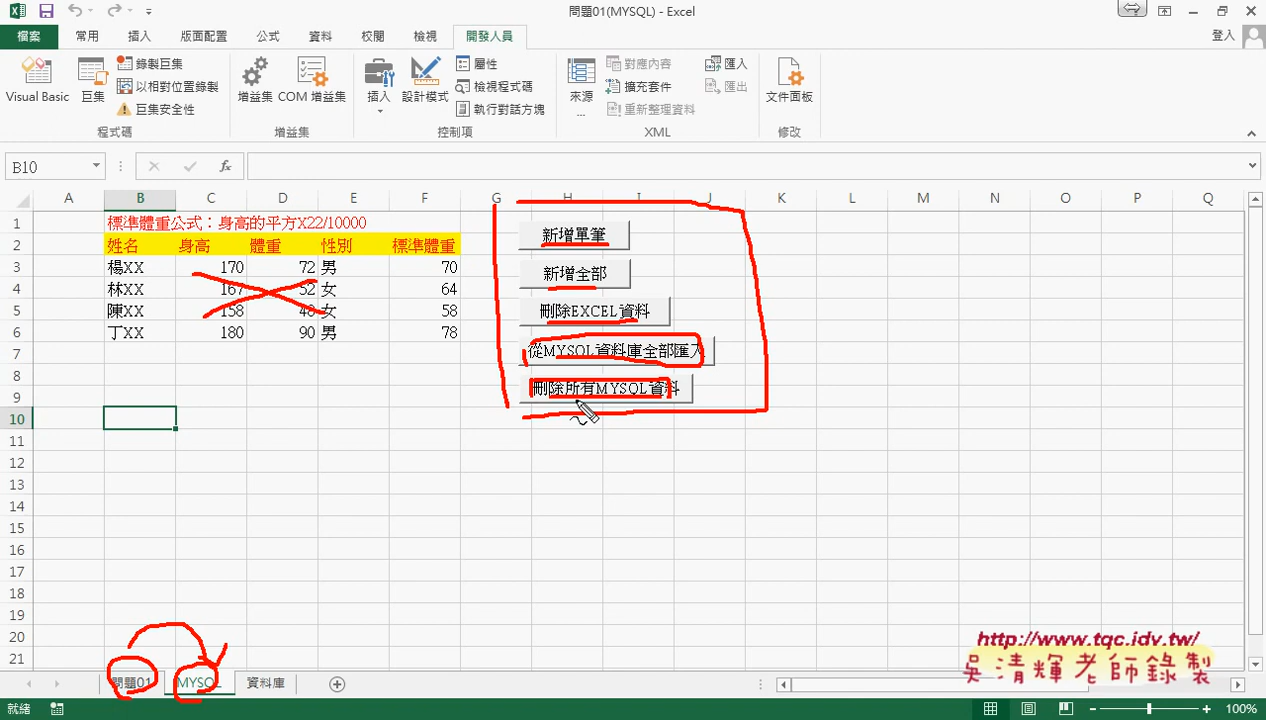 問題01(MYSQL) - Excel
檔案 常用 插入 版面配置 公式 資料 校閱 檢視 開發人員 登入
Visual Basic 巨集 錄製巨集 以相對位置錄製 巨集安全性 程式碼
增益集 COM 增益集 增益集
插入 設計模式 屬性 檢視程式碼 執行對話方塊 控制項
來源 ... 對應內容 擴充套件 重新整理資料 匯入 匯出 XML
文件面板 修改
B10 fx
A B C D E F G H I J K L M N O P Q
1 標準體重公式：身高的平方X22/10000
2 姓名 身高 體重 性別 標準體重
3 楊XX 170 72 男 70
4 林XX 167 52 女 64
5 陳XX 158 48 女 58
6 丁XX 180 90 男 78
7
8
9
10
11
12
13
14
15
16
17
18
19
20
21
新增單筆
新增全部
刪除EXCEL資料
從MYSQL資料庫全部匯入
刪除所有MYSQL資料
http://www.tqc.idv.tw/
吳清輝老師錄製
問題01 MYSQL 資料庫
就緒 100%